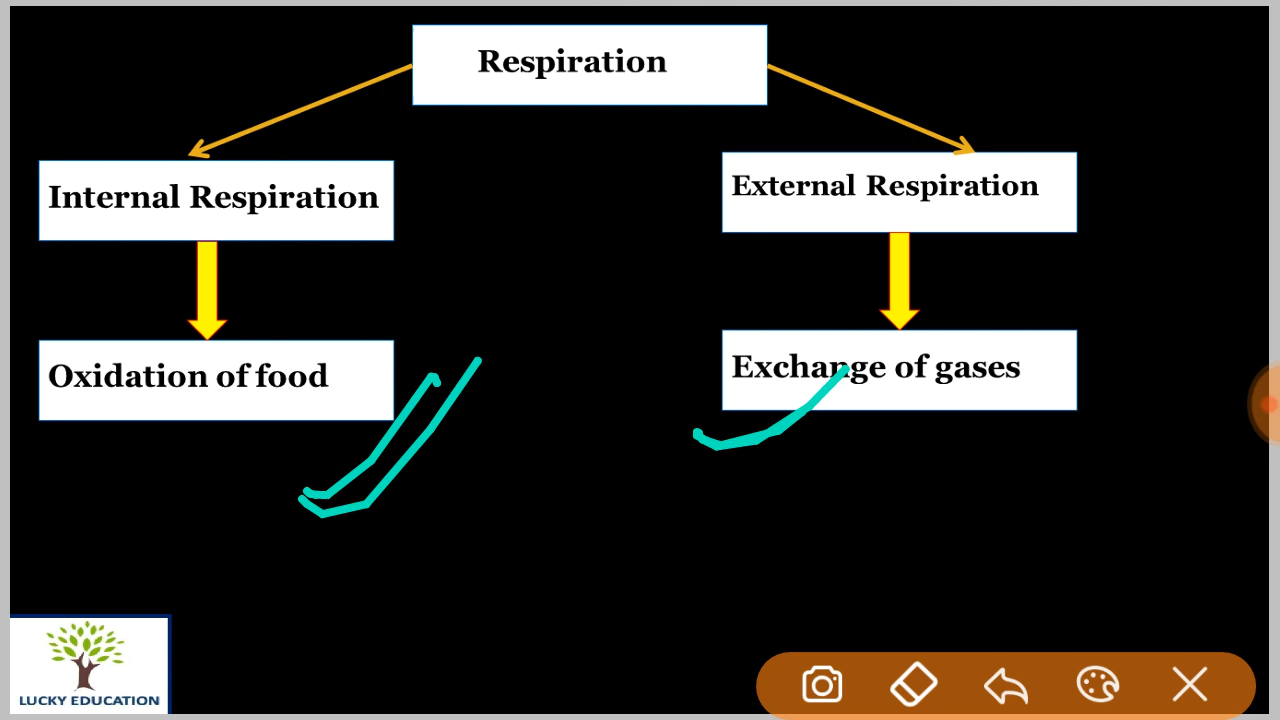 Respiration
Internal Respiration
External Respiration
Oxidation of food
Exchange of gases
LUCKY EDUCATION